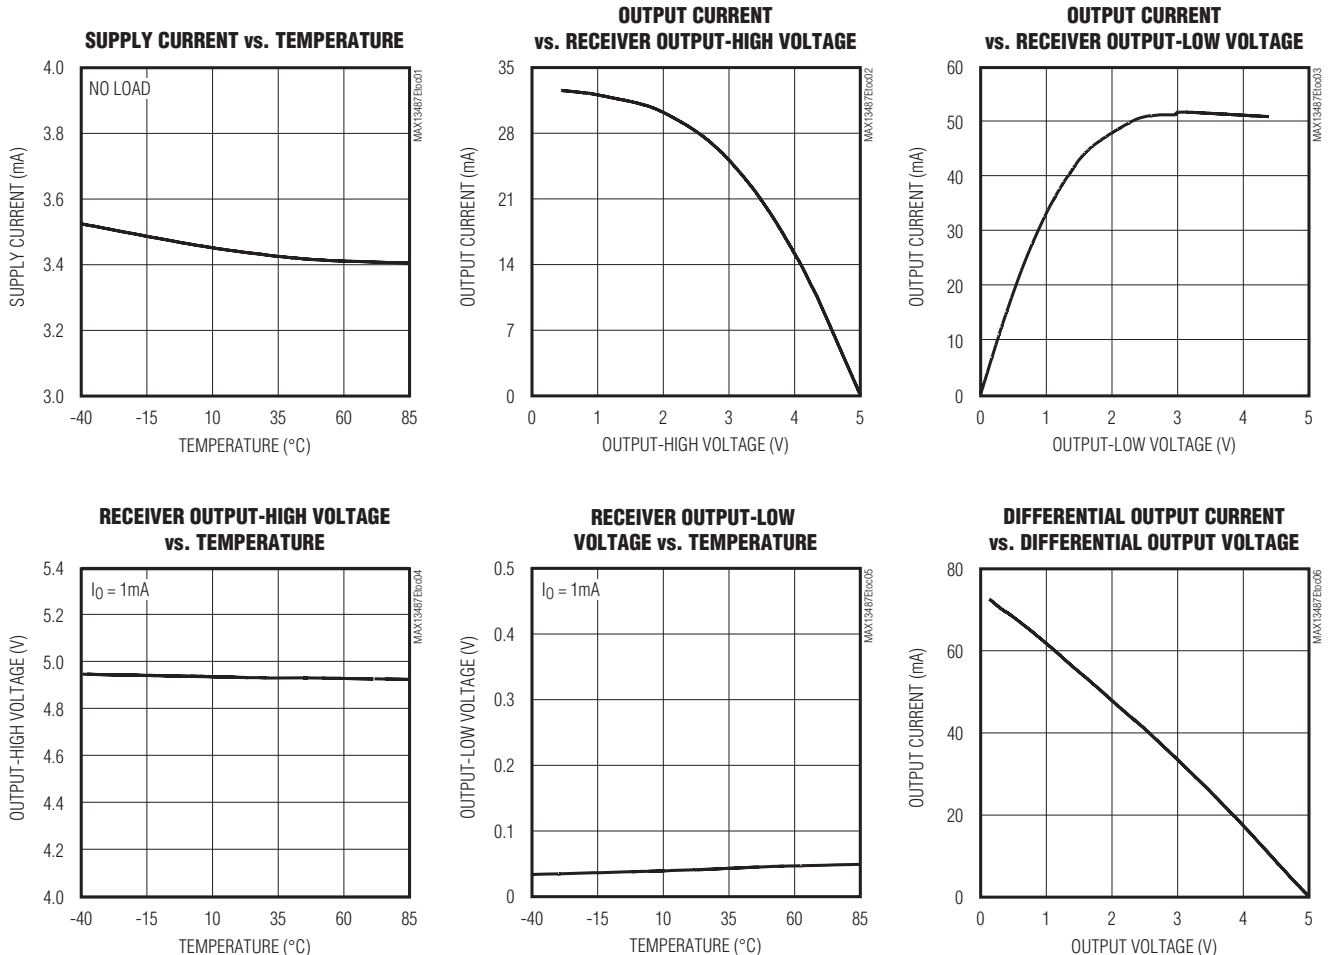 SUPPLY CURRENT vs. TEMPERATURE
NO LOAD
MAX13487Etoc01
SUPPLY CURRENT (mA)
4.0
3.8
3.6
3.4
3.2
3.0
-40 -15 10 35 60 85
TEMPERATURE (°C)
OUTPUT CURRENT
vs. RECEIVER OUTPUT-HIGH VOLTAGE
MAX13487Etoc02
OUTPUT CURRENT (mA)
35
28
21
14
7
0
0 1 2 3 4 5
OUTPUT-HIGH VOLTAGE (V)
OUTPUT CURRENT
vs. RECEIVER OUTPUT-LOW VOLTAGE
MAX13487Etoc03
OUTPUT CURRENT (mA)
60
50
40
30
20
10
0
0 1 2 3 4 5
OUTPUT-LOW VOLTAGE (V)
RECEIVER OUTPUT-HIGH VOLTAGE
vs. TEMPERATURE
IO = 1mA
MAX13487Etoc04
OUTPUT-HIGH VOLTAGE (V)
5.4
5.2
5.0
4.8
4.6
4.4
4.2
4.0
-40 -15 10 35 60 85
TEMPERATURE (°C)
RECEIVER OUTPUT-LOW
VOLTAGE vs. TEMPERATURE
IO = 1mA
MAX13487Etoc05
OUTPUT-LOW VOLTAGE (V)
0.5
0.4
0.3
0.2
0.1
0
-40 -15 10 35 60 85
TEMPERATURE (°C)
DIFFERENTIAL OUTPUT CURRENT
vs. DIFFERENTIAL OUTPUT VOLTAGE
MAX13487Etoc06
OUTPUT CURRENT (mA)
80
60
40
20
0
0 1 2 3 4 5
OUTPUT VOLTAGE (V)